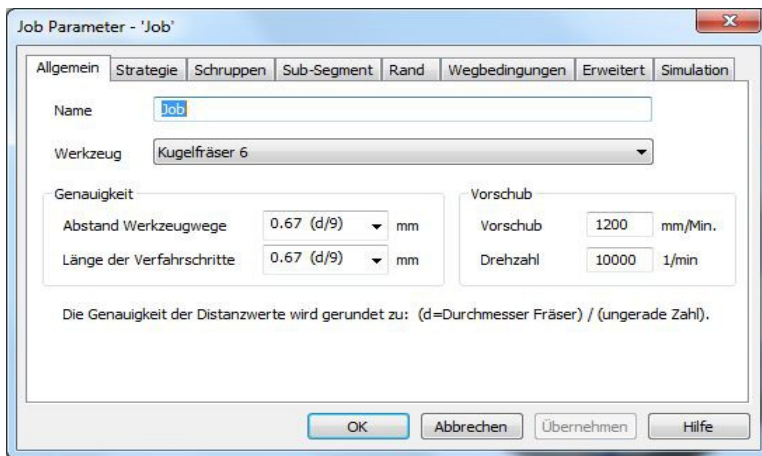 Job Parameter - 'Job'
Allgemein Strategie Schruppen Sub-Segment Rand Wegbedingungen Erweitert Simulation
Name Job
Werkzeug Kugelfräser 6
Genauigkeit Vorschub
Abstand Werkzeugwege 0.67 (d/9) mm Vorschub 1200 mm/Min.
Länge der Verfahrschritte 0.67 (d/9) mm Drehzahl 10000 1/min
Die Genauigkeit der Distanzwerte wird gerundet zu: (d=Durchmesser Fräser) / (ungerade Zahl).
OK Abbrechen Übernehmen Hilfe